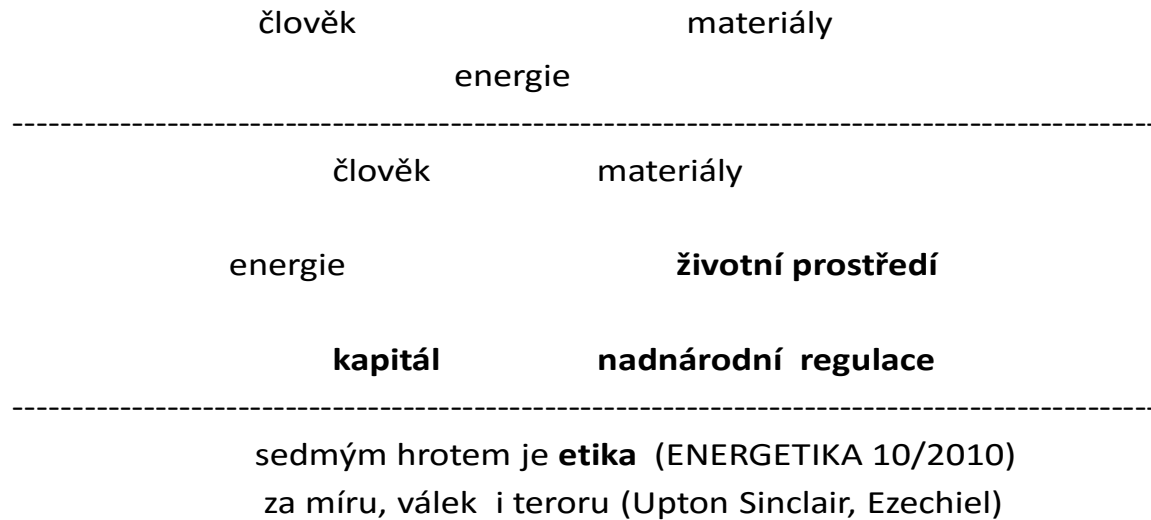 člověk materiály
energie
--------------------------------------------------------------------------------------------------
člověk materiály
energie životní prostředí
kapitál nadnárodní regulace
--------------------------------------------------------------------------------------------------
sedmým hrotem je etika (ENERGETIKA 10/2010)
za míru, válek i teroru (Upton Sinclair, Ezechiel)